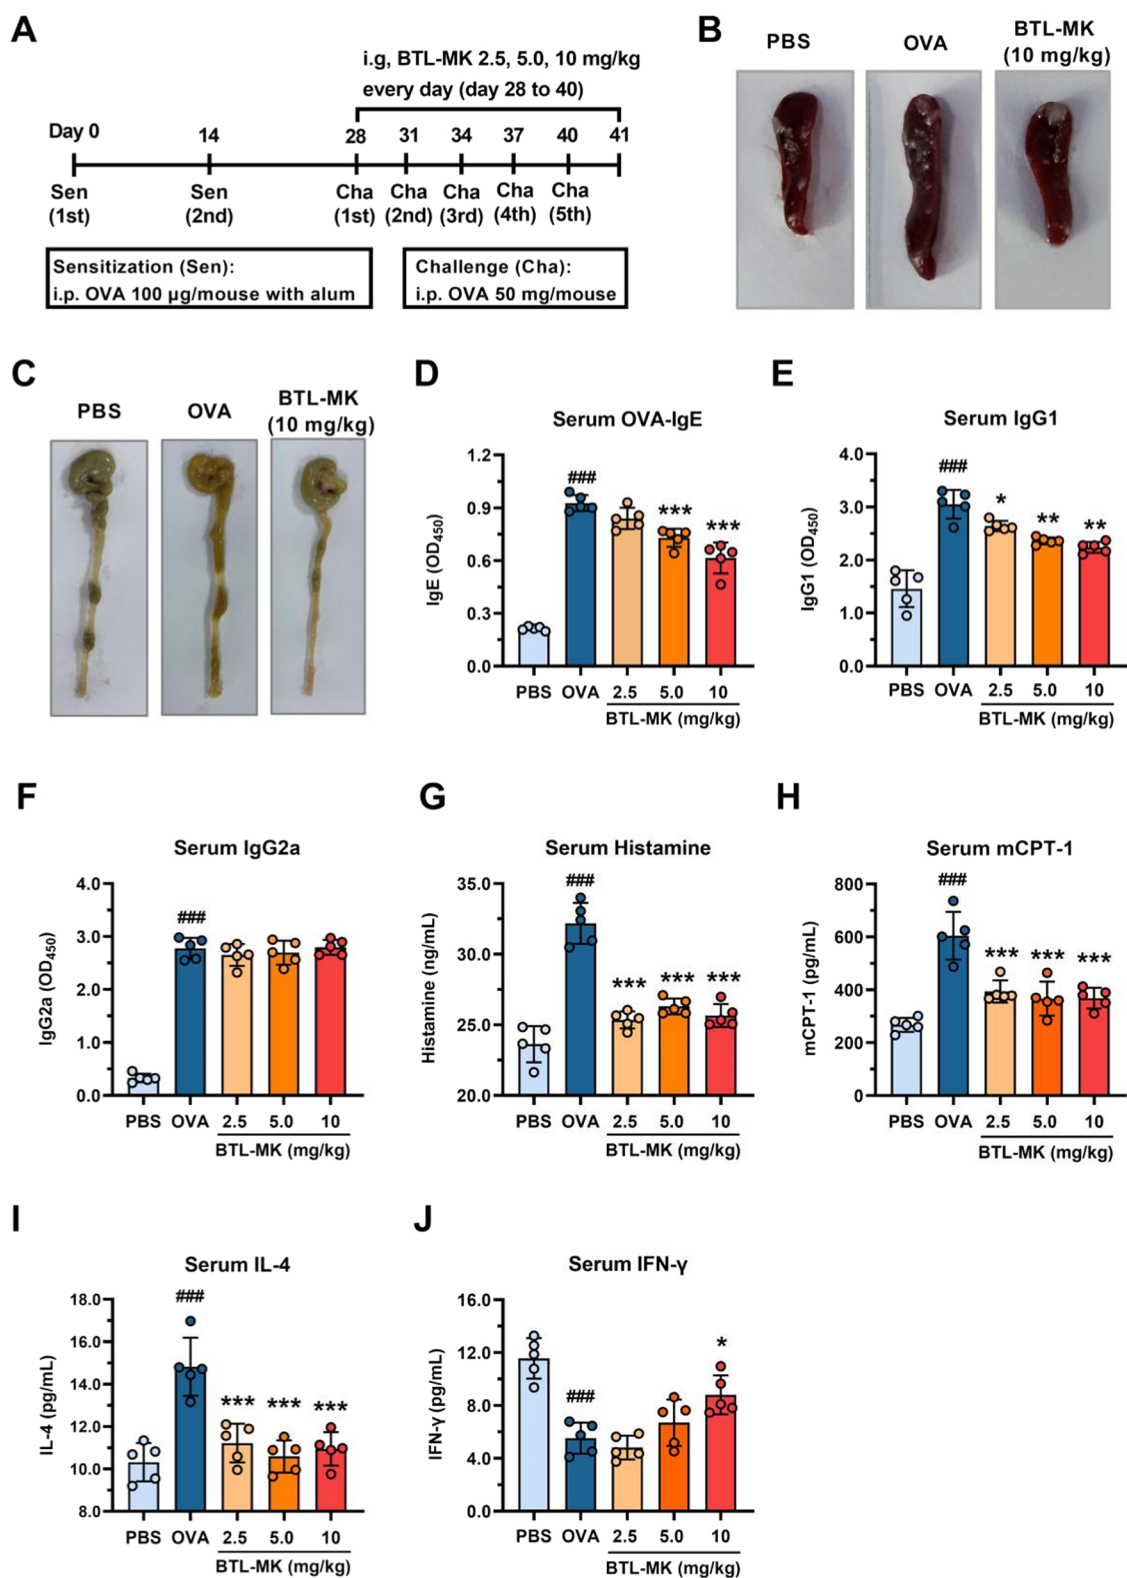 A
i.g, BTL-MK 2.5, 5.0, 10 mg/kg
every day (day 28 to 40)
Day 0 14 28 31 34 37 40 41
Sen Sen Cha Cha Cha Cha Cha
(1st) (2nd) (1st) (2nd) (3rd) (4th) (5th)
Sensitization (Sen):
i.p. OVA 100 μg/mouse with alum
Challenge (Cha):
i.p. OVA 50 mg/mouse
B
PBS OVA BTL-MK
(10 mg/kg)
C
PBS OVA BTL-MK
(10 mg/kg)
D
Serum OVA-IgE
IgE (OD450)
1.2
0.9
0.6
0.3
0.0
###
***
***
PBS OVA 2.5 5.0 10
BTL-MK (mg/kg)
E
Serum IgG1
IgG1 (OD450)
4.0
3.0
2.0
1.0
0.0
###
*
**
**
PBS OVA 2.5 5.0 10
BTL-MK (mg/kg)
F
Serum IgG2a
IgG2a (OD450)
4.0
3.0
2.0
1.0
0.0
###
PBS OVA 2.5 5.0 10
BTL-MK (mg/kg)
G
Serum Histamine
Histamine (ng/mL)
35.0
30.0
25.0
20.0
###
***
***
***
PBS OVA 2.5 5.0 10
BTL-MK (mg/kg)
H
Serum mCPT-1
mCPT-1 (pg/mL)
800
600
400
200
0
###
***
***
***
PBS OVA 2.5 5.0 10
BTL-MK (mg/kg)
I
Serum IL-4
IL-4 (pg/mL)
18.0
16.0
14.0
12.0
10.0
8.0
###
***
***
***
PBS OVA 2.5 5.0 10
BTL-MK (mg/kg)
J
Serum IFN-γ
IFN-γ (pg/mL)
16.0
12.0
8.0
4.0
0.0
###
*
PBS OVA 2.5 5.0 10
BTL-MK (mg/kg)